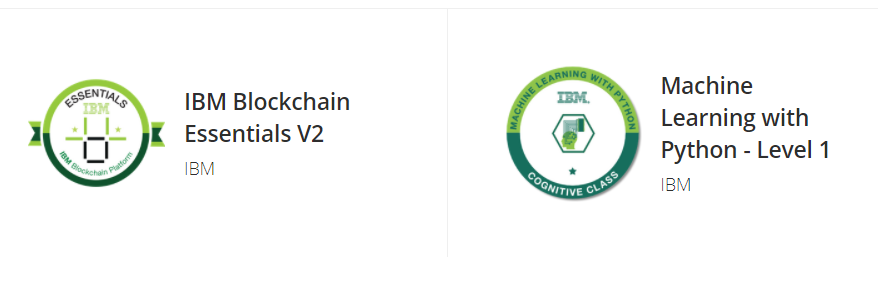 ESSENTIALS
IBM
IBM Blockchain Platform
IBM Blockchain
Essentials V2
IBM
MACHINE LEARNING WITH PYTHON
IBM.
COGNITIVE CLASS
Machine
Learning with
Python - Level 1
IBM